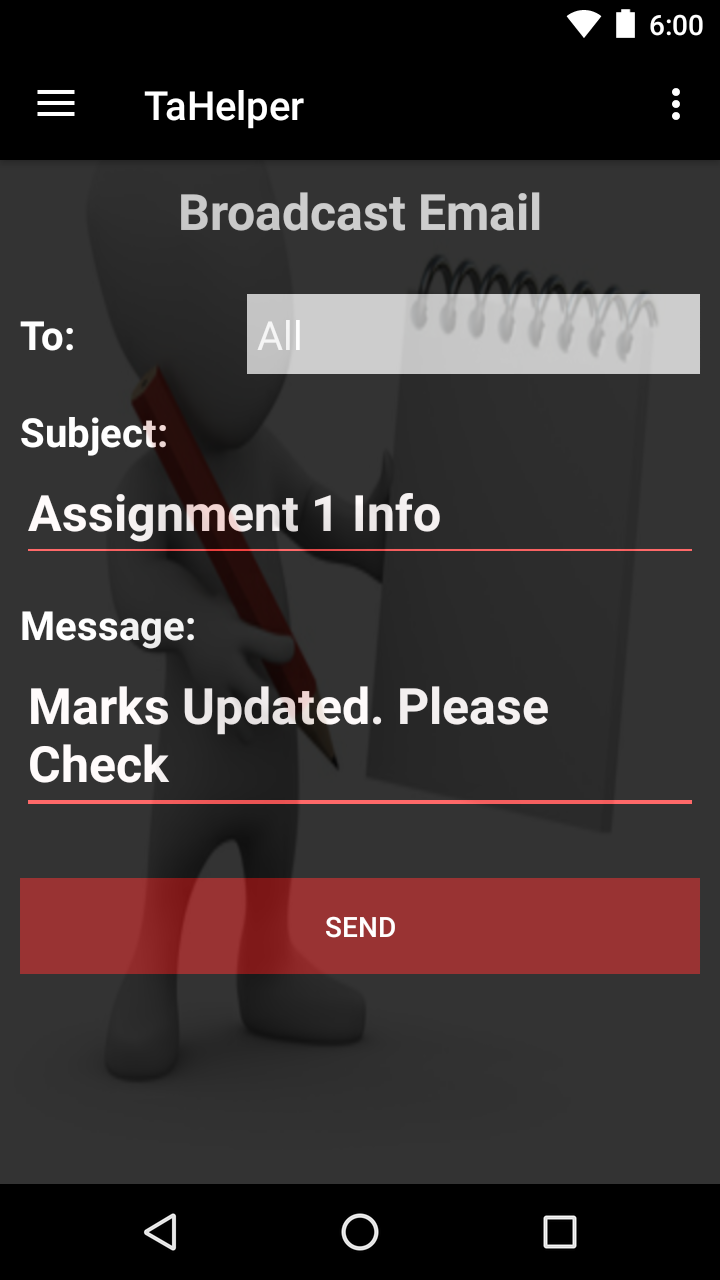 6:00
TaHelper
Broadcast Email
To:
All
Subject:
Assignment 1 Info
Message:
Marks Updated. Please
Check
SEND